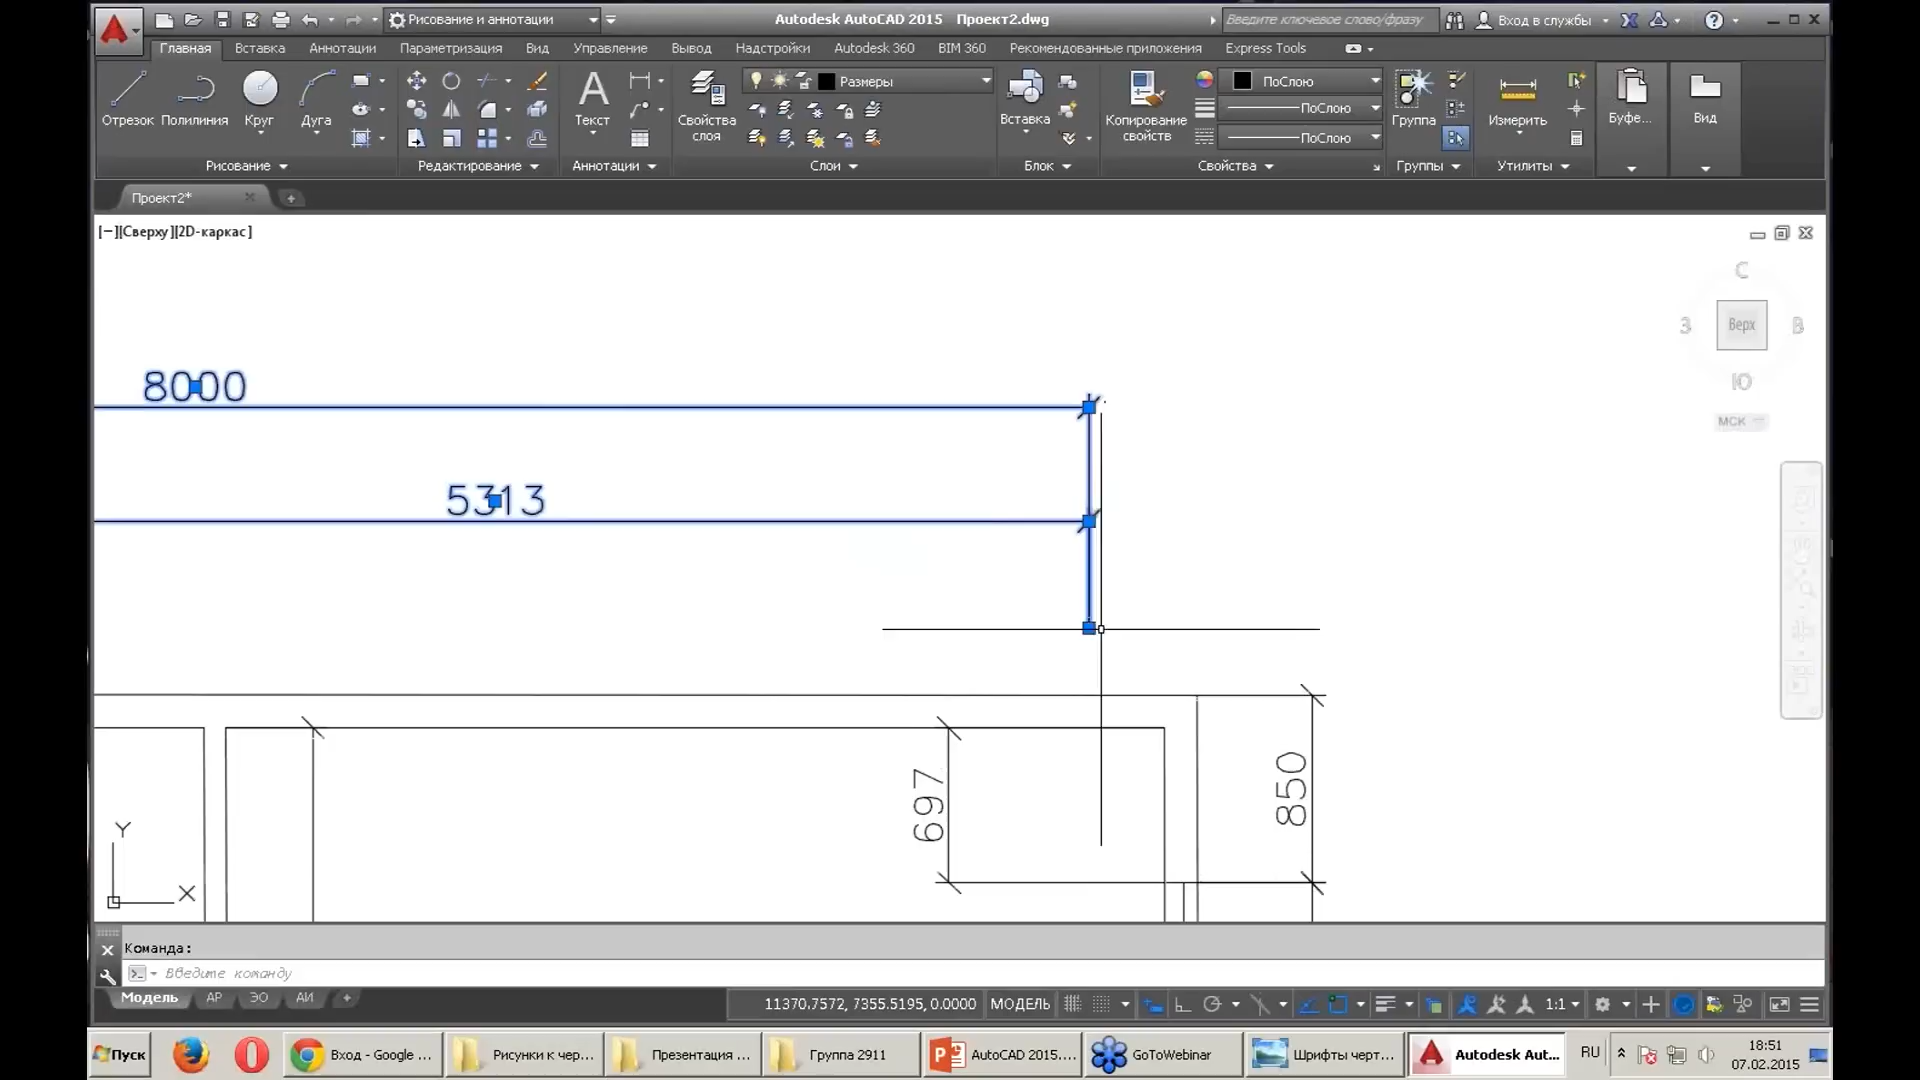 Рисование и аннотации
Autodesk AutoCAD 2015 Проект2.dwg
Введите ключевое слово/фразу
Вход в службы
Главная Вставка Аннотации Параметризация Вид Управление Вывод Надстройки Autodesk 360 BIM 360 Рекомендованные приложения Express Tools
Отрезок Полилиния Круг Дуга
Текст
Свойства слоя
Размеры
Вставка
Копирование свойств
ПоСлою
ПоСлою
ПоСлою
Группа
Измерить
Буфе...
Вид
Рисование Редактирование Аннотации Слои Блок Свойства Группы Утилиты
Проект2*
[−][Сверху][2D-каркас]
С
З Верх В
Ю
МСК
8000
5313
697
850
Y
X
Команда:
Введите команду
Модель АР ЭО АИ
11370.7572, 7355.5195, 0.0000 МОДЕЛЬ 1:1
Пуск
Вход - Google ...
Рисунки к чер...
Презентация ...
Группа 2911
AutoCAD 2015....
GoToWebinar
Шрифты черт...
Autodesk Aut...
RU
18:51
07.02.2015